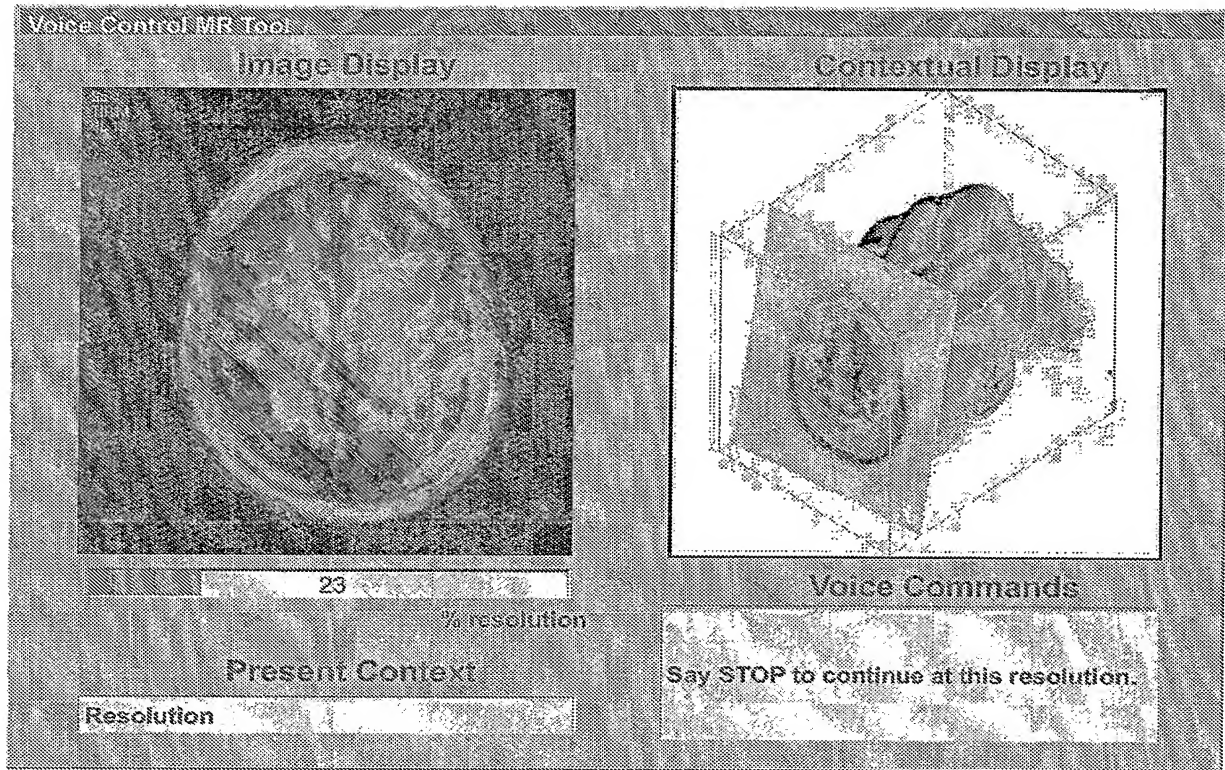 Voice Control MR Tool
Image Display
Contextual Display
23
% resolution
Voice Commands
Present Context
Say STOP to continue at this resolution.
Resolution